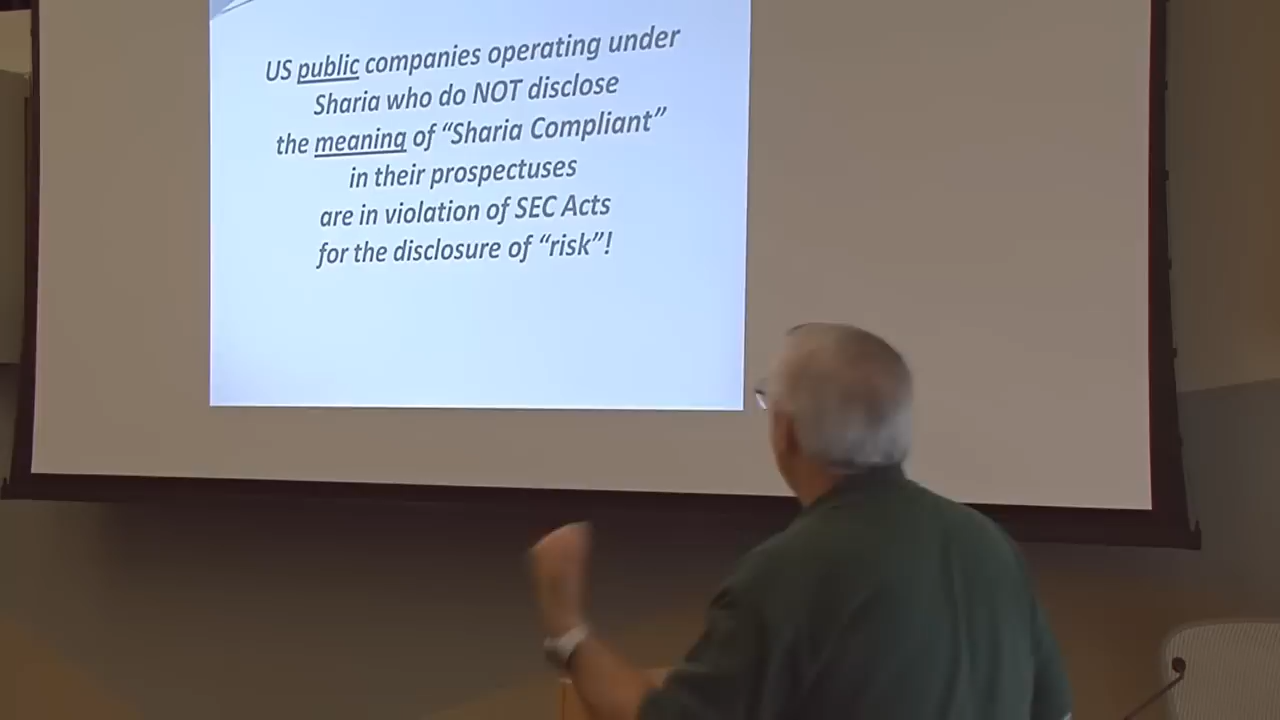 US public companies operating under
Sharia who do NOT disclose
the meaning of “Sharia Compliant”
in their prospectuses
are in violation of SEC Acts
for the disclosure of “risk”!